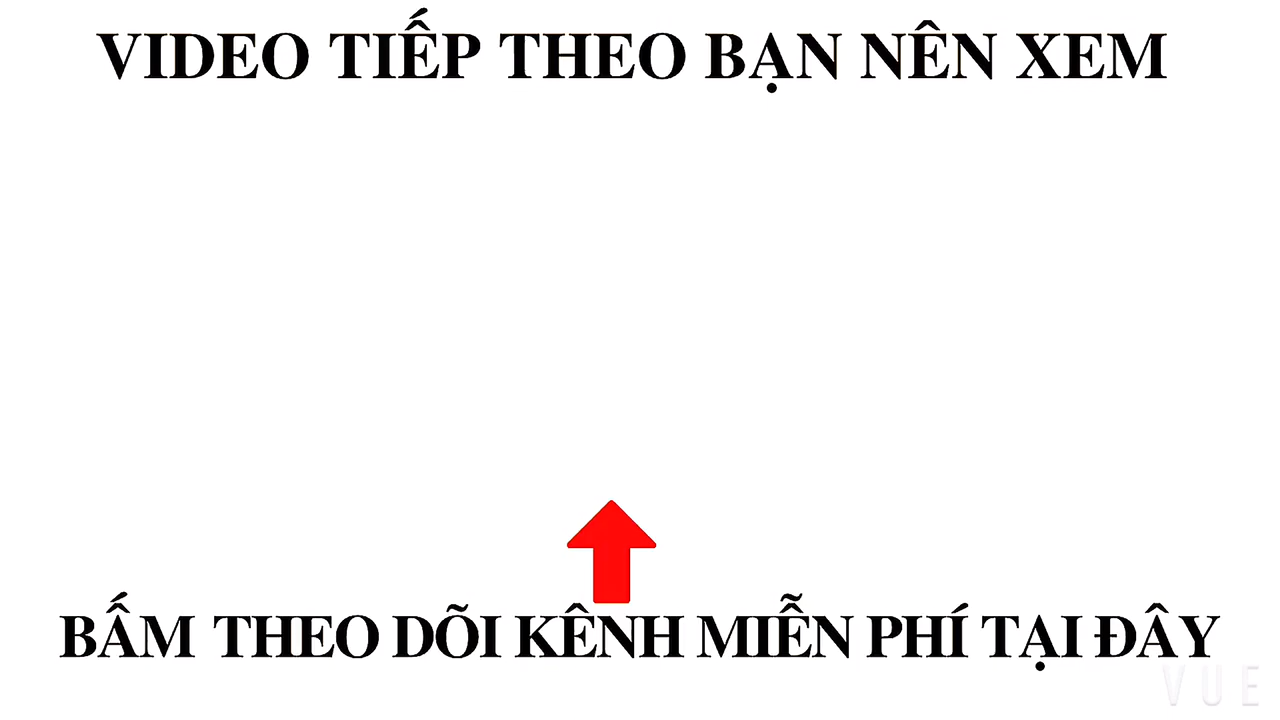 VIDEO TIẾP THEO BẠN NÊN XEM
BẤM THEO DÕI KÊNH MIỄN PHÍ TẠI ĐÂY
VUE